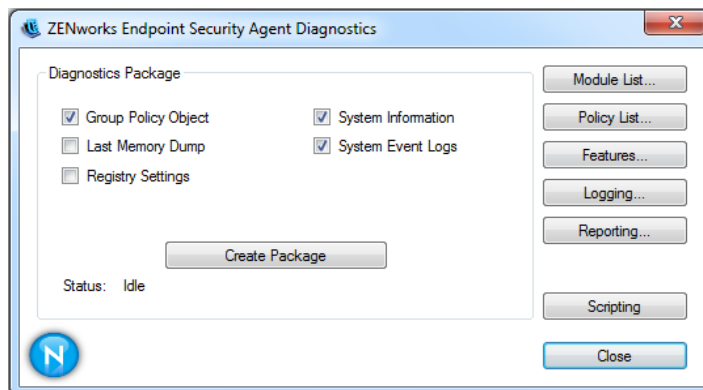 ZENworks Endpoint Security Agent Diagnostics
Diagnostics Package
Group Policy Object
System Information
Last Memory Dump
System Event Logs
Registry Settings
Create Package
Status: Idle
Module List...
Policy List...
Features...
Logging...
Reporting...
Scripting
Close
N